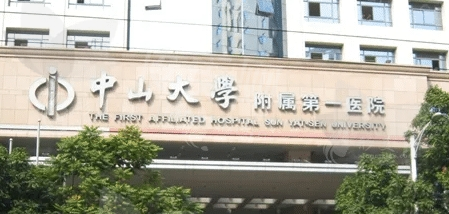 中山大學 附属第一医院
THE FIRST AFFILIATED HOSPITAL SUN YAT-SEN UNIVERSITY